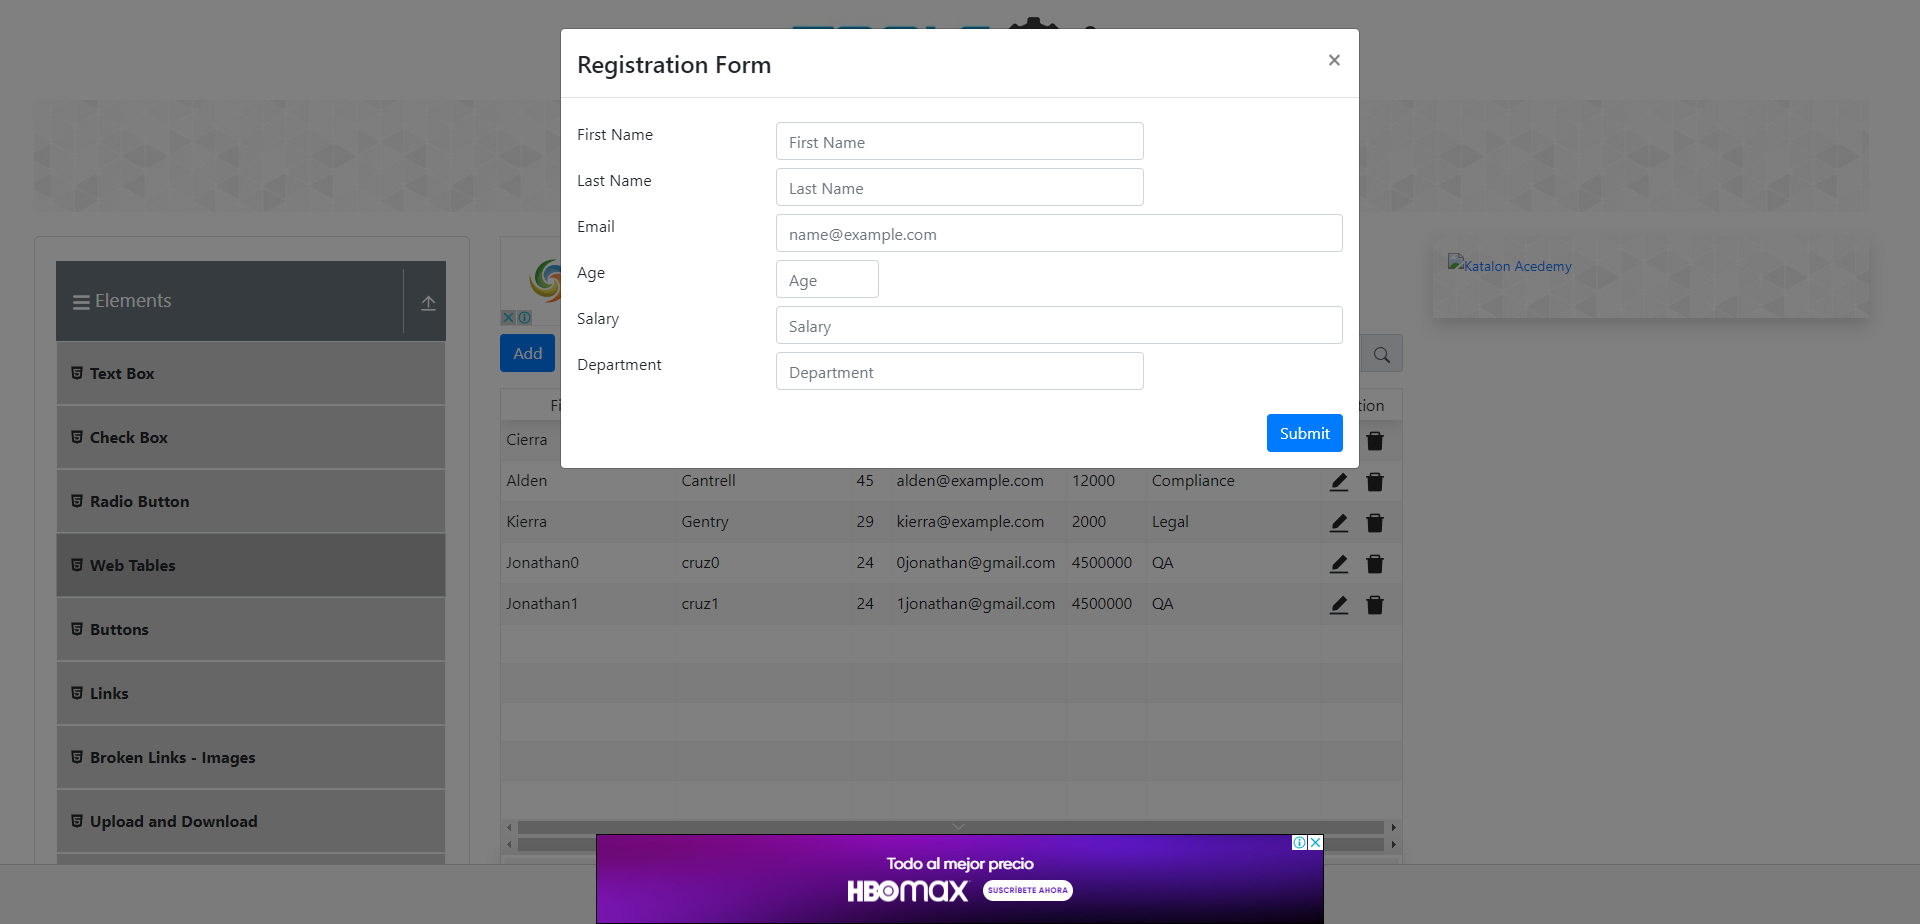 Registration Form ×
First Name First Name
Last Name Last Name
Email name@example.com
Age Age
Salary Salary
Department Department
Submit
Elements
Text Box
Check Box
Radio Button
Web Tables
Buttons
Links
Broken Links - Images
Upload and Download
Add
Cierra
Alden Cantrell 45 alden@example.com 12000 Compliance
Kierra Gentry 29 kierra@example.com 2000 Legal
Jonathan0 cruz0 24 0jonathan@gmail.com 4500000 QA
Jonathan1 cruz1 24 1jonathan@gmail.com 4500000 QA
Katalon Acedemy
Todo al mejor precio
HBOmax SUSCRÍBETE AHORA